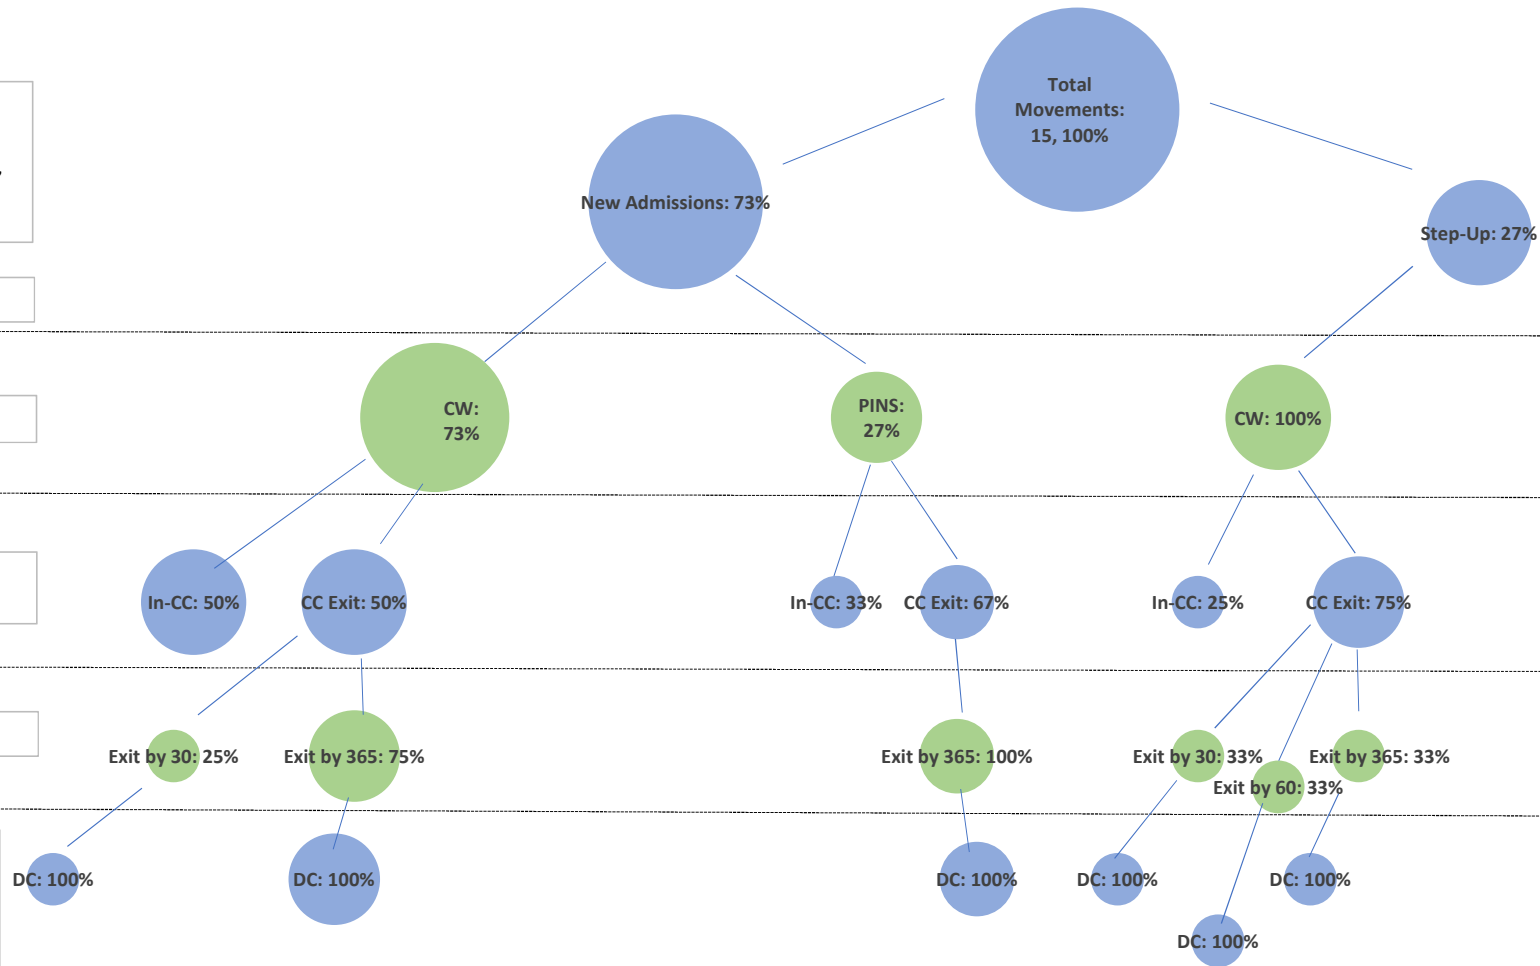 Total
Movements:
15, 100%
New Admissions: 73%
Step-Up: 27%
CW:
73%
PINS:
27%
CW: 100%
In-CC: 50%
CC Exit: 50%
In-CC: 33%
CC Exit: 67%
In-CC: 25%
CC Exit: 75%
Exit by 30: 25%
Exit by 365: 75%
Exit by 365: 100%
Exit by 30: 33%
Exit by 365: 33%
Exit by 60: 33%
DC: 100%
DC: 100%
DC: 100%
DC: 100%
DC: 100%
DC: 100%